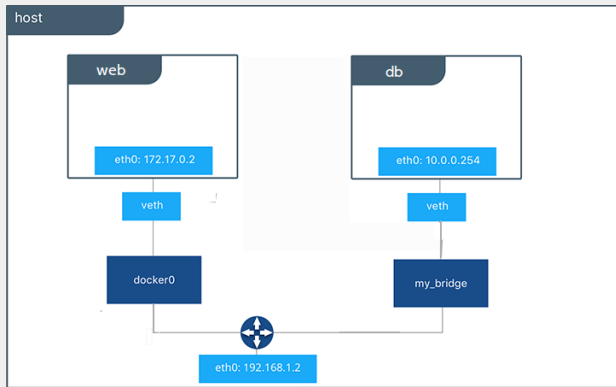 host
web
db
eth0: 172.17.0.2
eth0: 10.0.0.254
veth
veth
docker0
my_bridge
eth0: 192.168.1.2